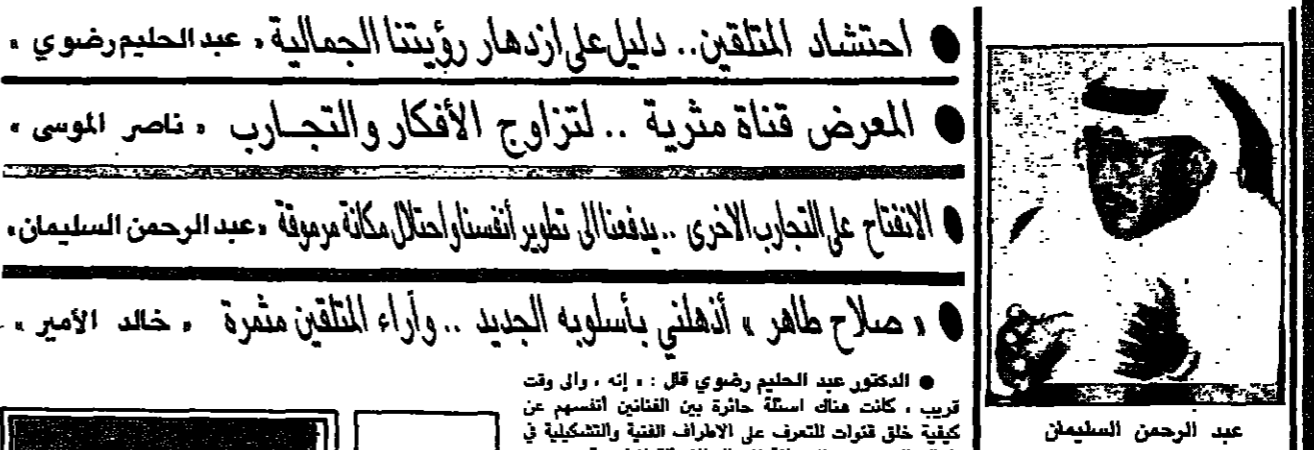 ● احتشاد المتلقين.. دليل على ازدهار رؤيتنا الجمالية « عبد الحليم رضوي »
● المعرض قناة مثرية .. لتزاوج الأفكار والتجــارب « ناصر الموسى »
● الانفتاح على التجارب الاخرى .. يدفعنا الى تطوير أنفسنا واحتلال مكانة مرموقة «عبد الرحمن السليمان»
● « صلاح طاهر » أذهلني بأسلوبه الجديد .. وآراء المتلقين مثمرة « خالد الأمير »
● الدكتور عبد الحليم رضوي قال : « إنه ، والى وقت
قريب ، كانت هناك اسئلة حائرة بين الفنانين أنفسهم عن
كيفية خلق قنوات للتعرف على الاطراف الفنية والتشكيلية في
عبد الرحمن السليمان